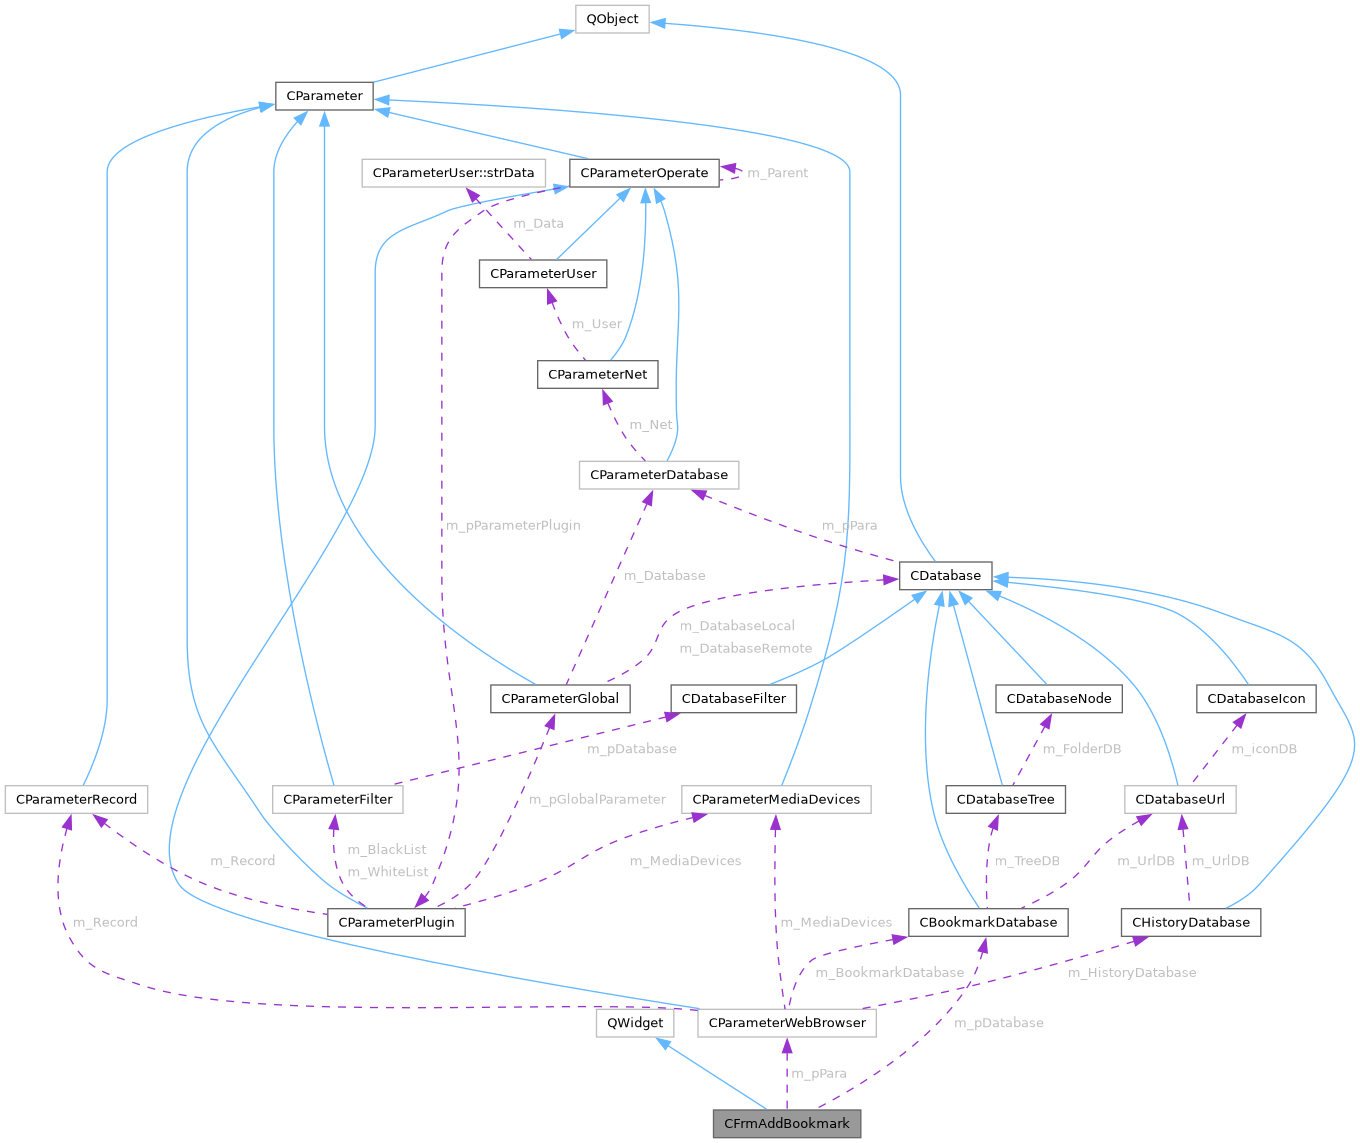 QObject
CParameter
CParameterUser::strData
CParameterOperate
m_Parent
m_Data
CParameterUser
m_User
CParameterNet
m_Net
CParameterDatabase
m_pParameterPlugin
m_pPara
m_Database
CDatabase
m_DatabaseLocal
m_DatabaseRemote
CParameterGlobal
CDatabaseFilter
CDatabaseNode
CDatabaseIcon
m_pDatabase
m_FolderDB
m_iconDB
CParameterRecord
CParameterFilter
m_pGlobalParameter
CParameterMediaDevices
CDatabaseTree
CDatabaseUrl
m_Record
m_BlackList
m_WhiteList
m_MediaDevices
m_TreeDB
m_UrlDB
m_UrlDB
m_Record
CParameterPlugin
m_MediaDevices
CBookmarkDatabase
CHistoryDatabase
m_BookmarkDatabase
m_HistoryDatabase
QWidget
CParameterWebBrowser
m_pDatabase
m_pPara
CFrmAddBookmark